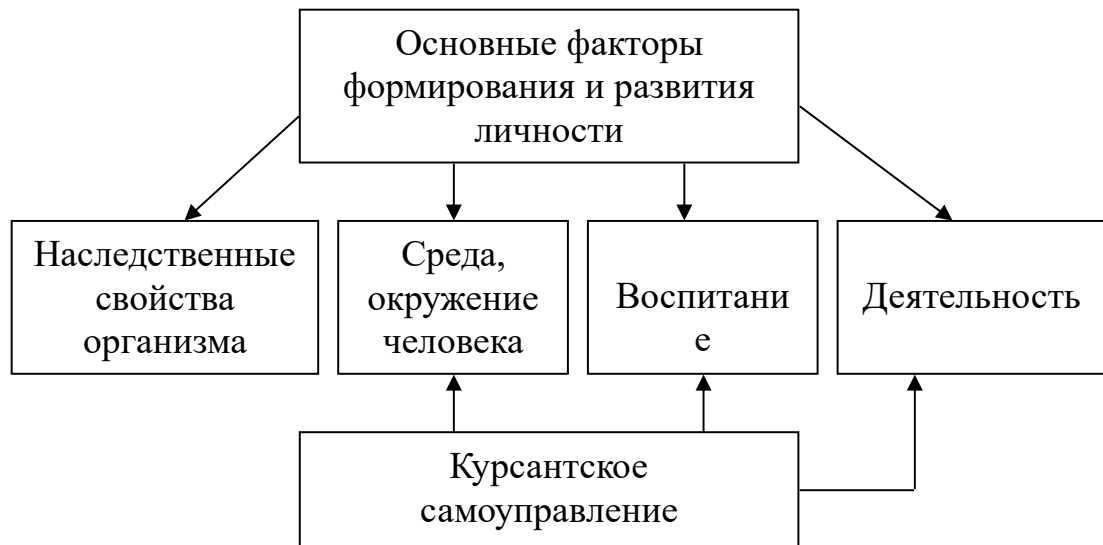 Основные факторы
формирования и развития
личности
Наследственные
свойства
организма
Среда,
окружение
человека
Воспитани
е
Деятельность
Курсантское
самоуправление